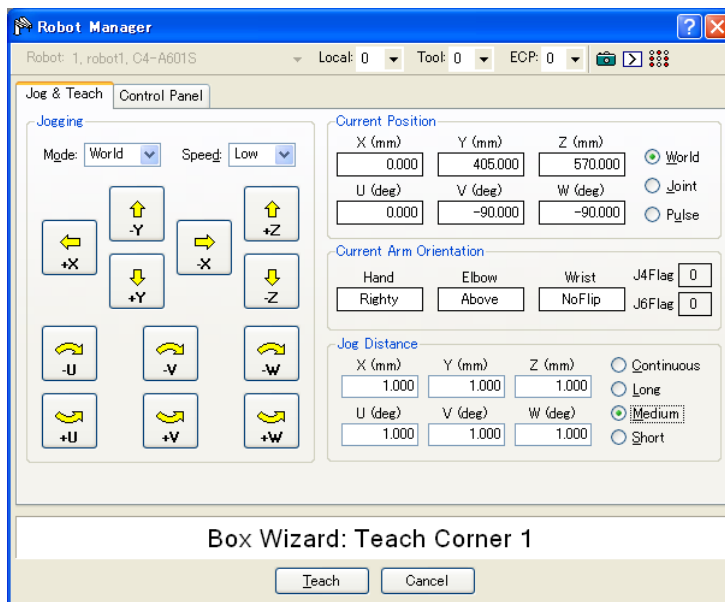 Robot Manager
Robot: 1, robot1, C4-A601S Local: 0 Tool: 0 ECP: 0
Jog & Teach Control Panel
Jogging
Mode: World Speed: Low
-Y +Z
+X -X
+Y -Z
-U -V -W
+U +V +W
Current Position
X (mm) Y (mm) Z (mm)
0.000 405.000 570.000
U (deg) V (deg) W (deg)
0.000 -90.000 -90.000
World
Joint
Pulse
Current Arm Orientation
Hand Elbow Wrist J4Flag 0
Righty Above NoFlip J6Flag 0
Jog Distance
X (mm) Y (mm) Z (mm)
1.000 1.000 1.000
U (deg) V (deg) W (deg)
1.000 1.000 1.000
Continuous
Long
Medium
Short
Box Wizard: Teach Corner 1
Teach Cancel